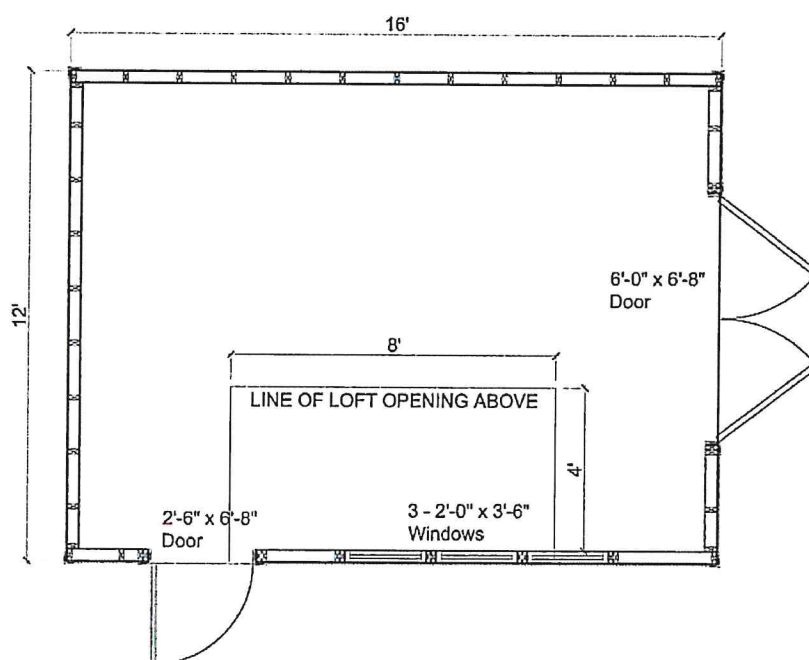 16'
12'
6'-0" x 6'-8"
Door
8'
LINE OF LOFT OPENING ABOVE
4'
2'-6" x 6'-8"
Door
3 - 2'-0" x 3'-6"
Windows